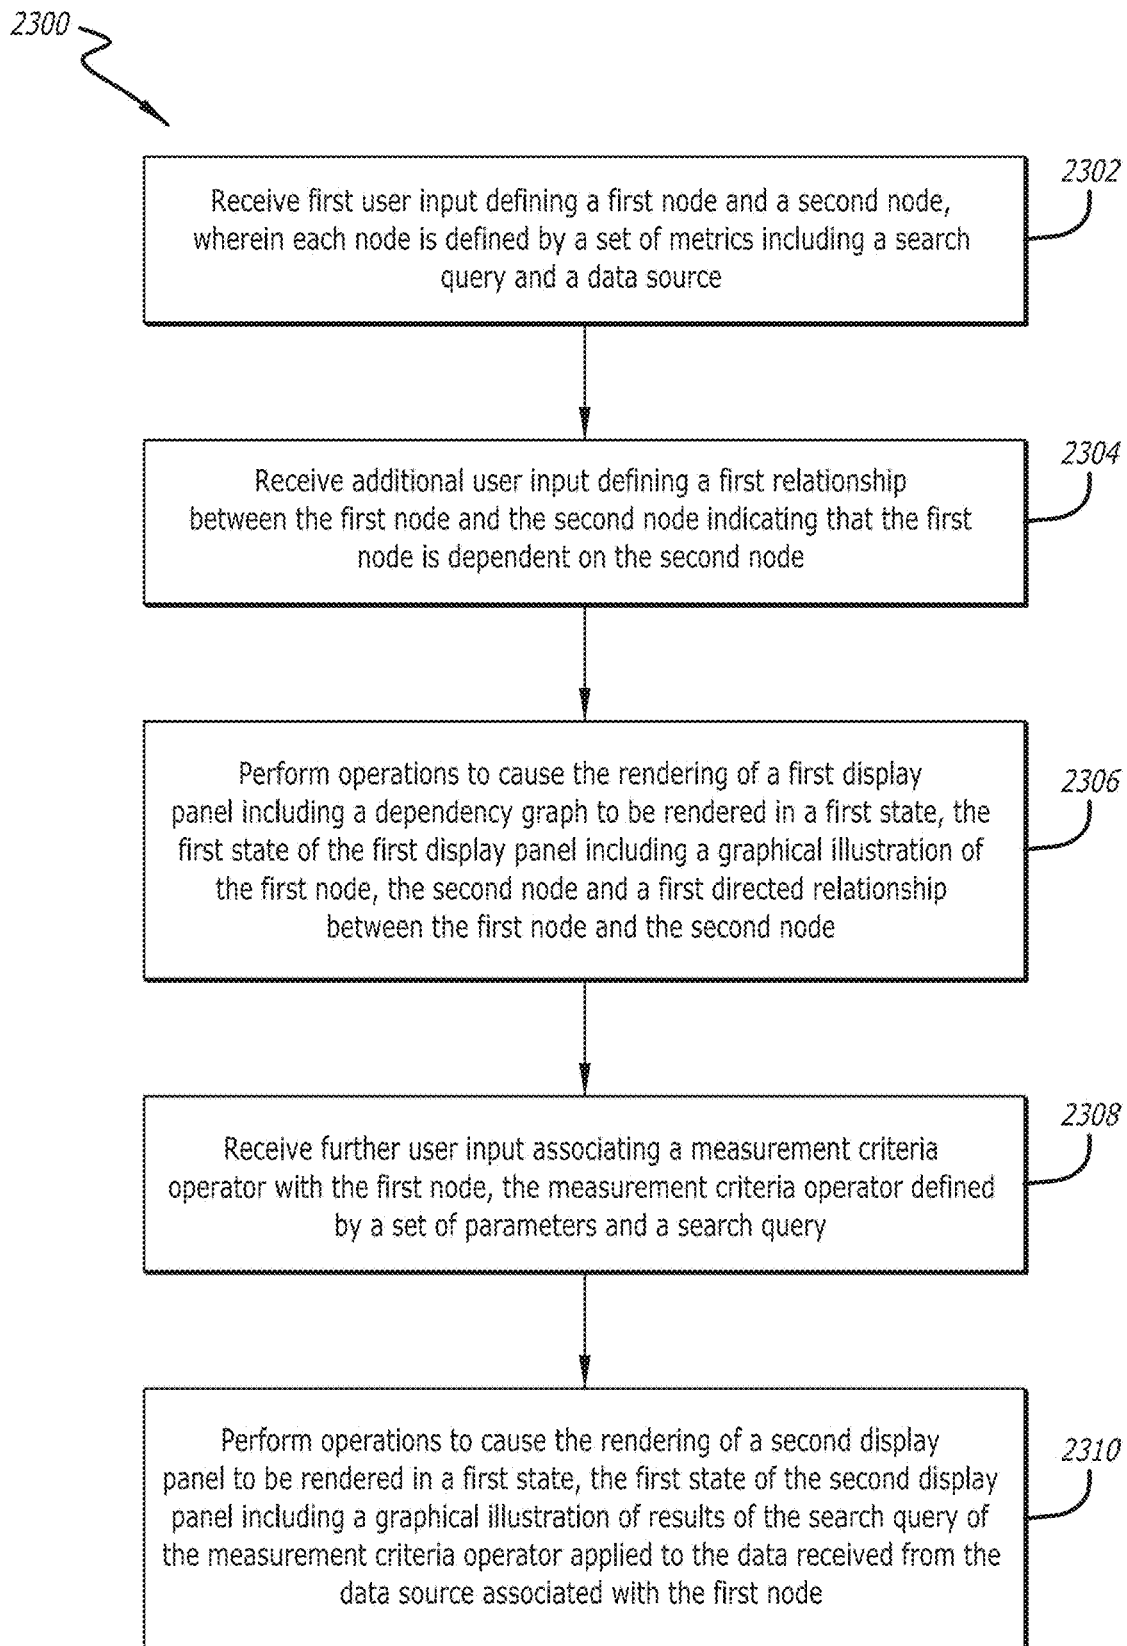 2300
2302
Receive first user input defining a first node and a second node,
wherein each node is defined by a set of metrics including a search
query and a data source
2304
Receive additional user input defining a first relationship
between the first node and the second node indicating that the first
node is dependent on the second node
2306
Perform operations to cause the rendering of a first display
panel including a dependency graph to be rendered in a first state, the
first state of the first display panel including a graphical illustration of
the first node, the second node and a first directed relationship
between the first node and the second node
2308
Receive further user input associating a measurement criteria
operator with the first node, the measurement criteria operator defined
by a set of parameters and a search query
2310
Perform operations to cause the rendering of a second display
panel to be rendered in a first state, the first state of the second display
panel including a graphical illustration of results of the search query of
the measurement criteria operator applied to the data received from the
data source associated with the first node